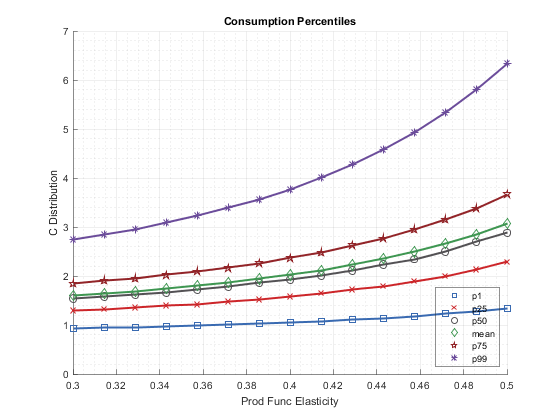 Consumption Percentiles
7
6
5
4
3
2
1
0
C Distribution
0.3 0.32 0.34 0.36 0.38 0.4 0.42 0.44 0.46 0.48 0.5
Prod Func Elasticity
p1
p25
p50
mean
p75
p99